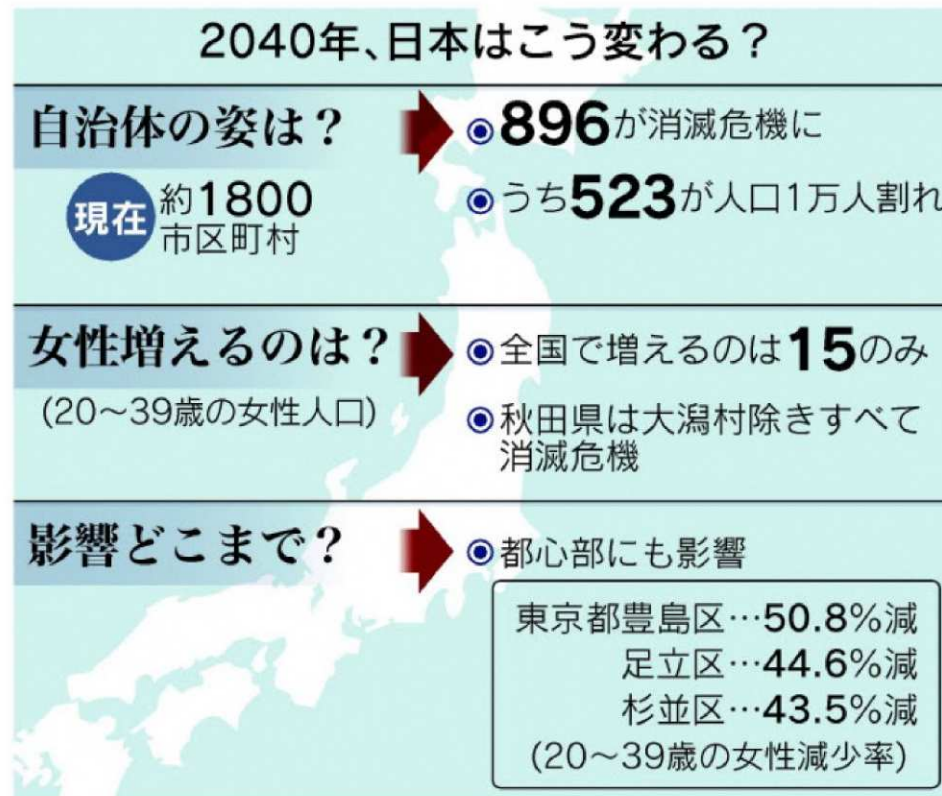 2040年、日本はこう変わる？
自治体の姿は？
現在
約1800
市区町村
◉896が消滅危機に
◉うち523が人口1万人割れ
女性増えるのは？
(20〜39歳の女性人口)
◉全国で増えるのは15のみ
◉秋田県は大潟村除きすべて
消滅危機
影響どこまで？
◉都心部にも影響
東京都豊島区…50.8%減
足立区…44.6%減
杉並区…43.5%減
(20〜39歳の女性減少率)